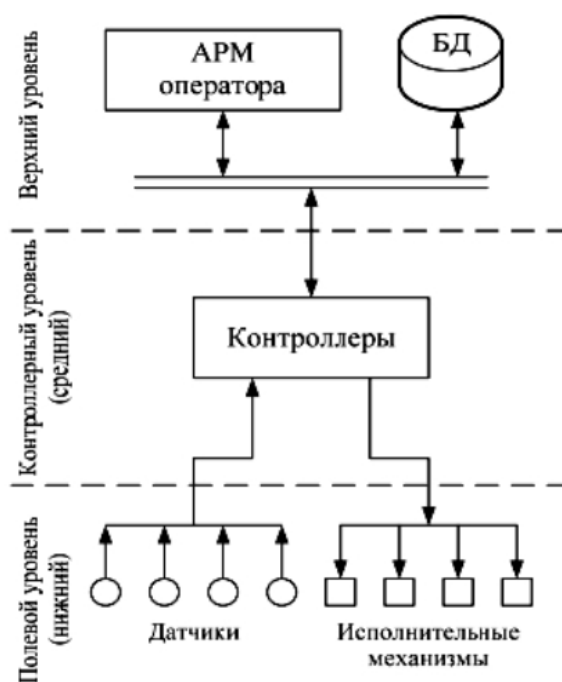 Верхний уровень
АРМ
оператора
БД
Контроллерный уровень
(средний)
Контроллеры
Полевой уровень
(нижний)
Датчики
Исполнительные
механизмы